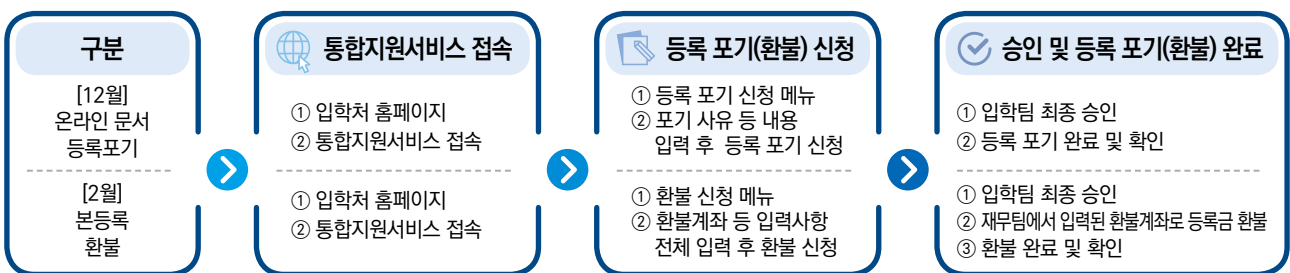 구분
[12월]
온라인 문서
등록포기
[2월]
본등록
환불
통합지원서비스 접속
① 입학처 홈페이지
② 통합지원서비스 접속
① 입학처 홈페이지
② 통합지원서비스 접속
등록 포기(환불) 신청
① 등록 포기 신청 메뉴
② 포기 사유 등 내용
입력 후 등록 포기 신청
① 환불 신청 메뉴
② 환불계좌 등 입력사항
전체 입력 후 환불 신청
승인 및 등록 포기(환불) 완료
① 입학팀 최종 승인
② 등록 포기 완료 및 확인
① 입학팀 최종 승인
② 재무팀에서 입력된 환불계좌로 등록금 환불
③ 환불 완료 및 확인